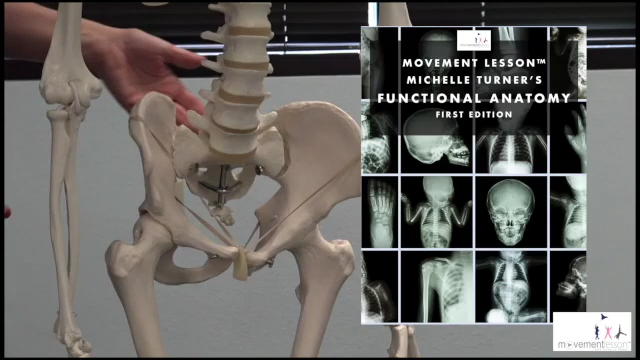 MOVEMENT LESSON™
MICHELLE TURNER'S
FUNCTIONAL ANATOMY
FIRST EDITION
movementlesson